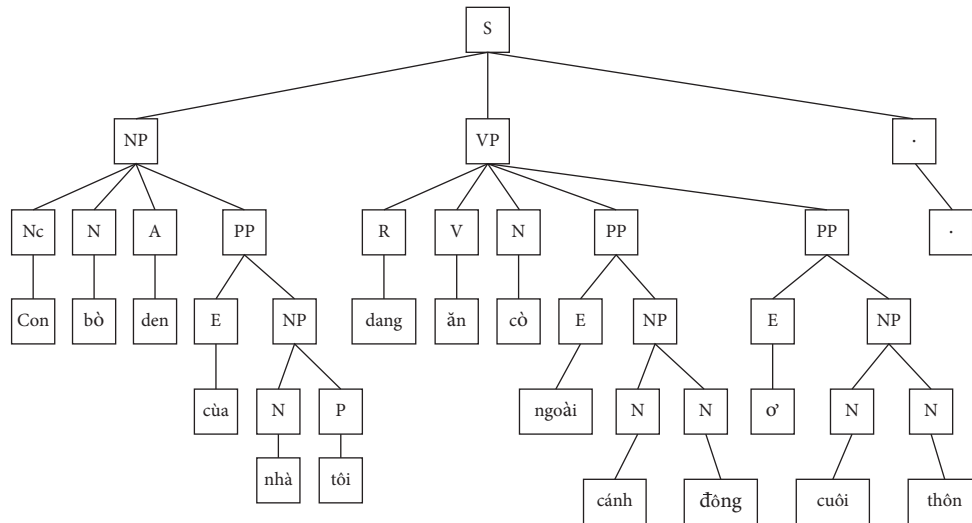 S
NP VP .
Nc N A PP R V N PP PP .
Con bò den E NP dang ăn cò E NP E NP
cùa N P ngoài N N ơ N N
nhà tôi cánh đông cuôi thôn